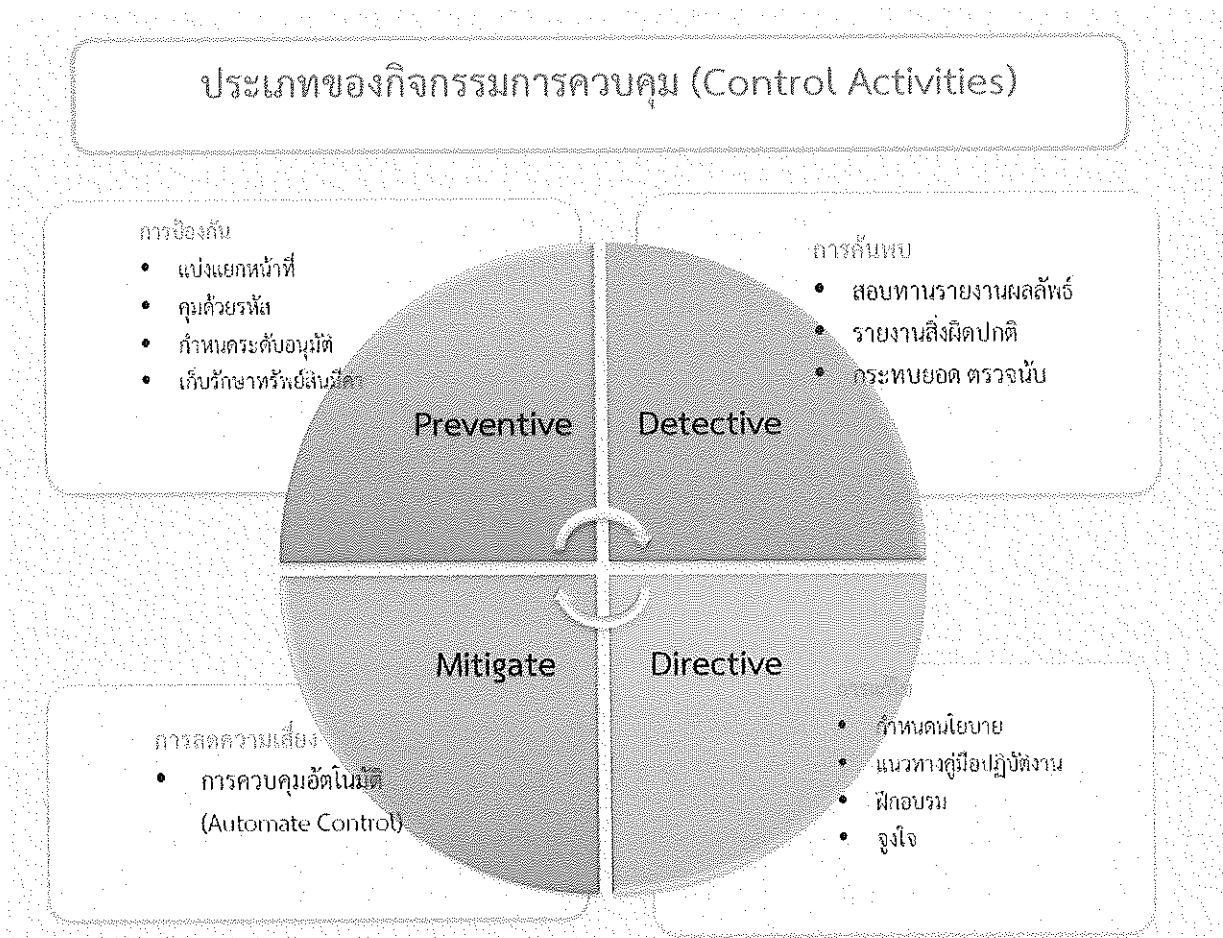 ประเภทของกิจกรรมการควบคุม (Control Activities)
การป้องกัน
• แบ่งแยกหน้าที่
• คุมด้วยรหัส
• กำหนดระดับอนุมัติ
• เก็บรักษาทรัพย์สินมีค่า
Preventive
การค้นพบ
• สอบทานรายงานผลลัพธ์
• รายงานสิ่งผิดปกติ
• กระทบยอด ตรวจนับ
Detective
Mitigate
การลดความเสี่ยง
• การควบคุมอัตโนมัติ
(Automate Control)
Directive
• กำหนดนโยบาย
• แนวทางคู่มือปฏิบัติงาน
• ฝึกอบรม
• จูงใจ